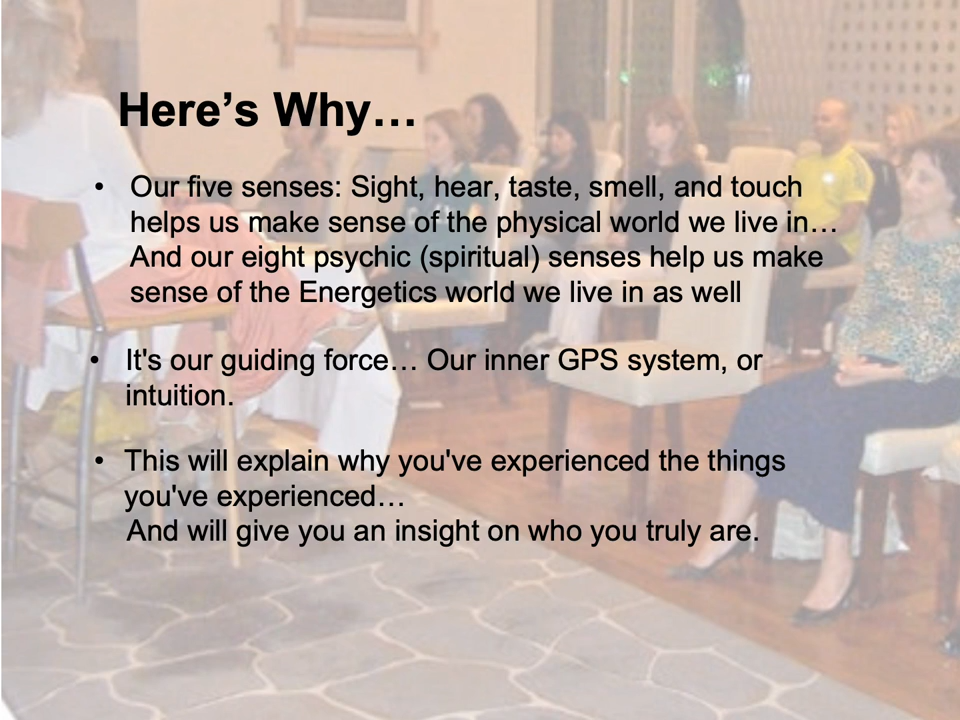 Here’s Why…
• Our five senses: Sight, hear, taste, smell, and touch
helps us make sense of the physical world we live in…
And our eight psychic (spiritual) senses help us make
sense of the Energetics world we live in as well
• It's our guiding force… Our inner GPS system, or
intuition.
• This will explain why you've experienced the things
you've experienced…
And will give you an insight on who you truly are.